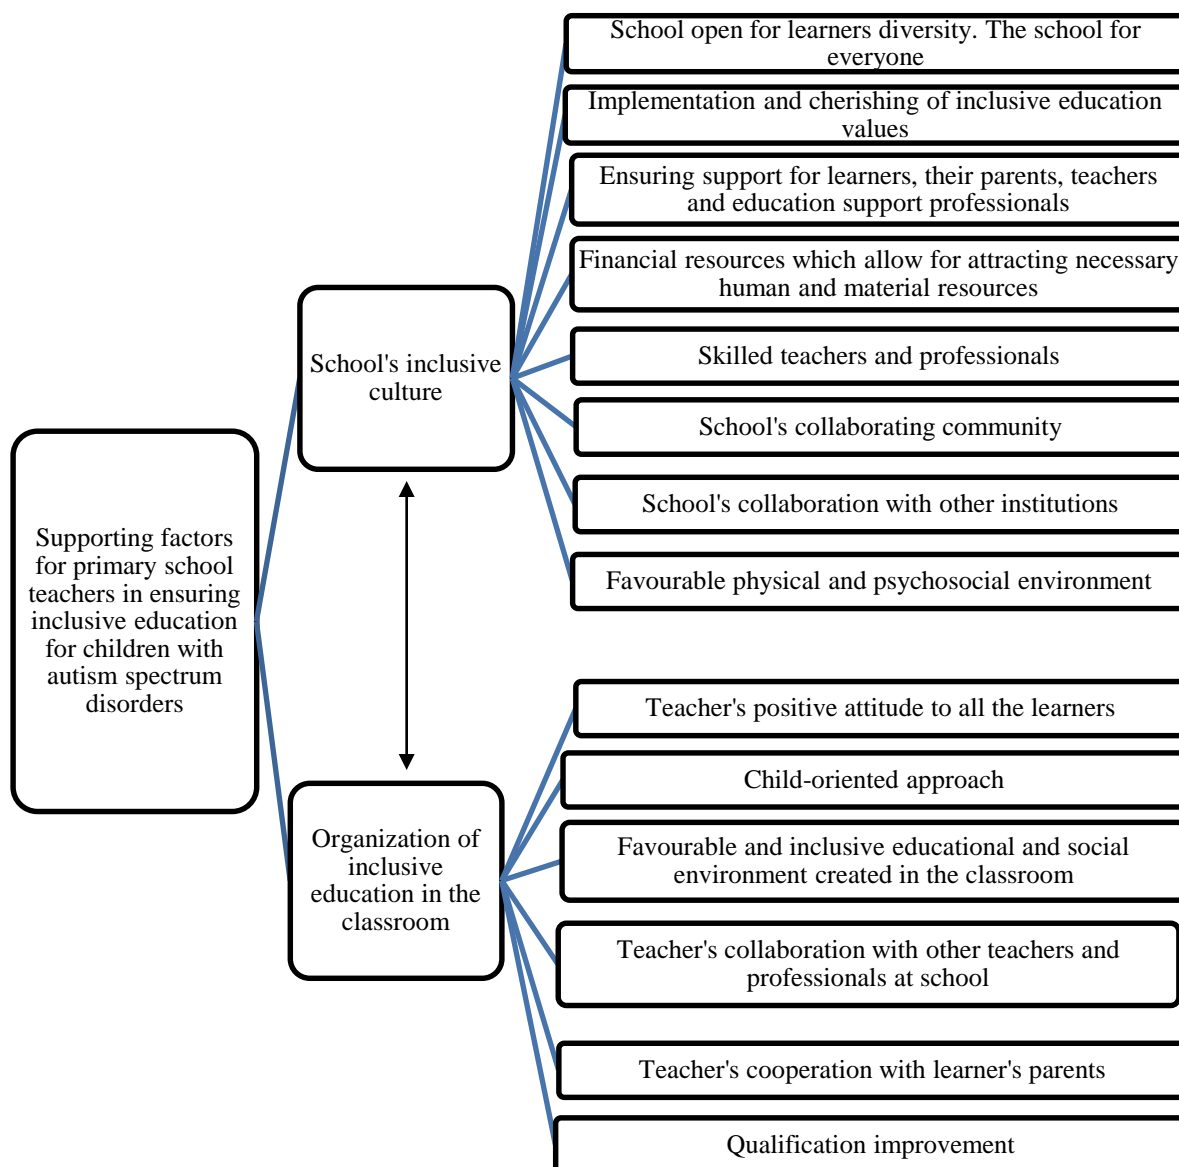 School open for learners diversity. The school for
everyone
Implementation and cherishing of inclusive education
values
Ensuring support for learners, their parents, teachers
and education support professionals
Financial resources which allow for attracting necessary
human and material resources
School's inclusive
culture
Skilled teachers and professionals
School's collaborating community
School's collaboration with other institutions
Favourable physical and psychosocial environment
Supporting factors
for primary school
teachers in ensuring
inclusive education
for children with
autism spectrum
disorders
Teacher's positive attitude to all the learners
Child-oriented approach
Organization of
inclusive
education in the
classroom
Favourable and inclusive educational and social
environment created in the classroom
Teacher's collaboration with other teachers and
professionals at school
Teacher's cooperation with learner's parents
Qualification improvement